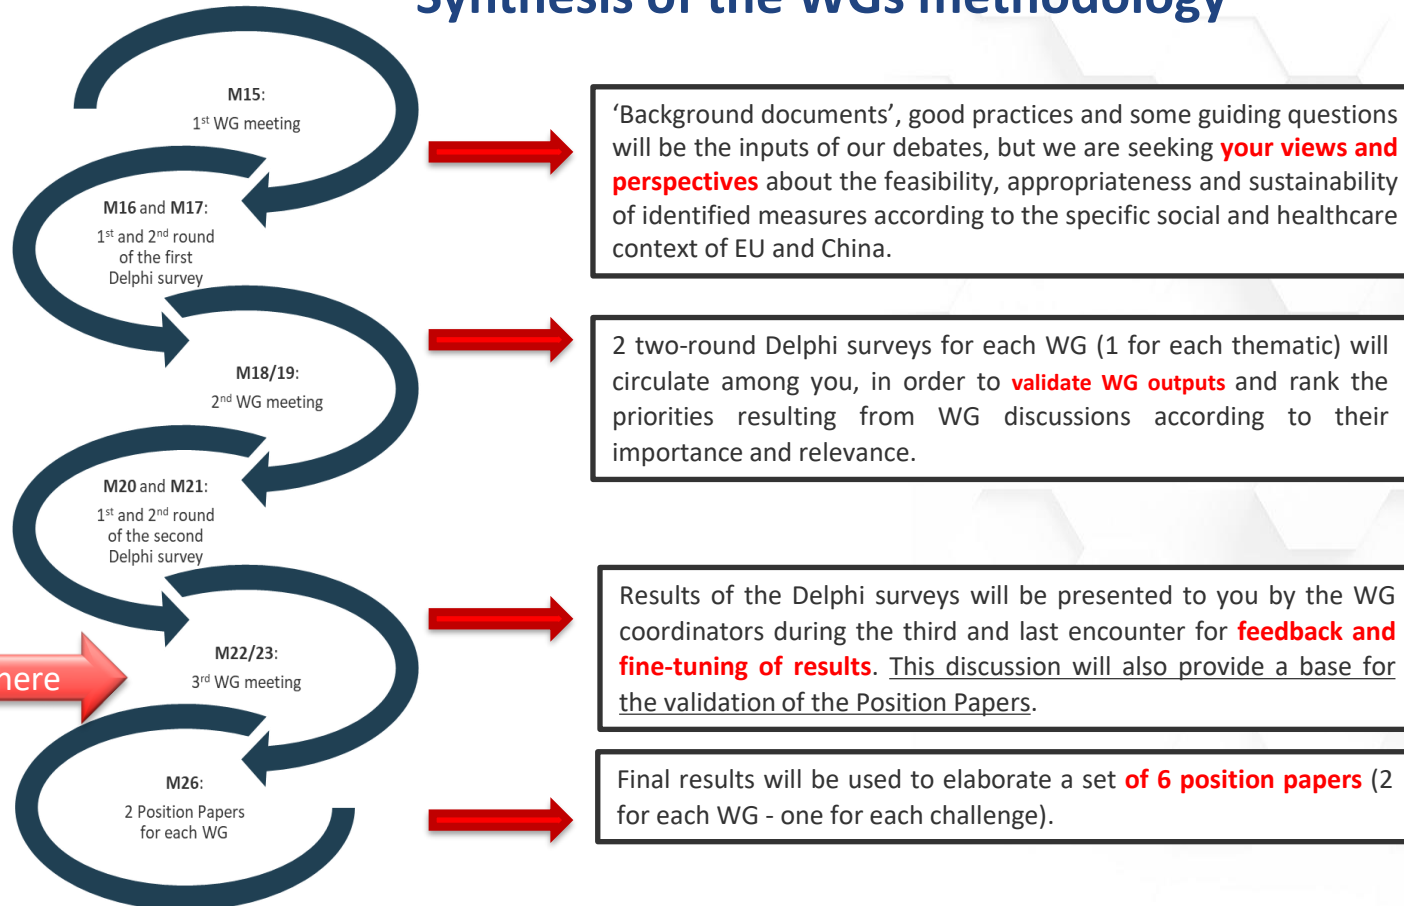 Synthesis of the WGs methodology
M15:
1st WG meeting
M16 and M17:
1st and 2nd round
of the first
Delphi survey
M18/19:
2nd WG meeting
M20 and M21:
1st and 2nd round
of the second
Delphi survey
here
M22/23:
3rd WG meeting
M26:
2 Position Papers
for each WG
‘Background documents’, good practices and some guiding questions
will be the inputs of our debates, but we are seeking your views and
perspectives about the feasibility, appropriateness and sustainability
of identified measures according to the specific social and healthcare
context of EU and China.
2 two-round Delphi surveys for each WG (1 for each thematic) will
circulate among you, in order to validate WG outputs and rank the
priorities resulting from WG discussions according to their
importance and relevance.
Results of the Delphi surveys will be presented to you by the WG
coordinators during the third and last encounter for feedback and
fine-tuning of results. This discussion will also provide a base for
the validation of the Position Papers.
Final results will be used to elaborate a set of 6 position papers (2
for each WG - one for each challenge).